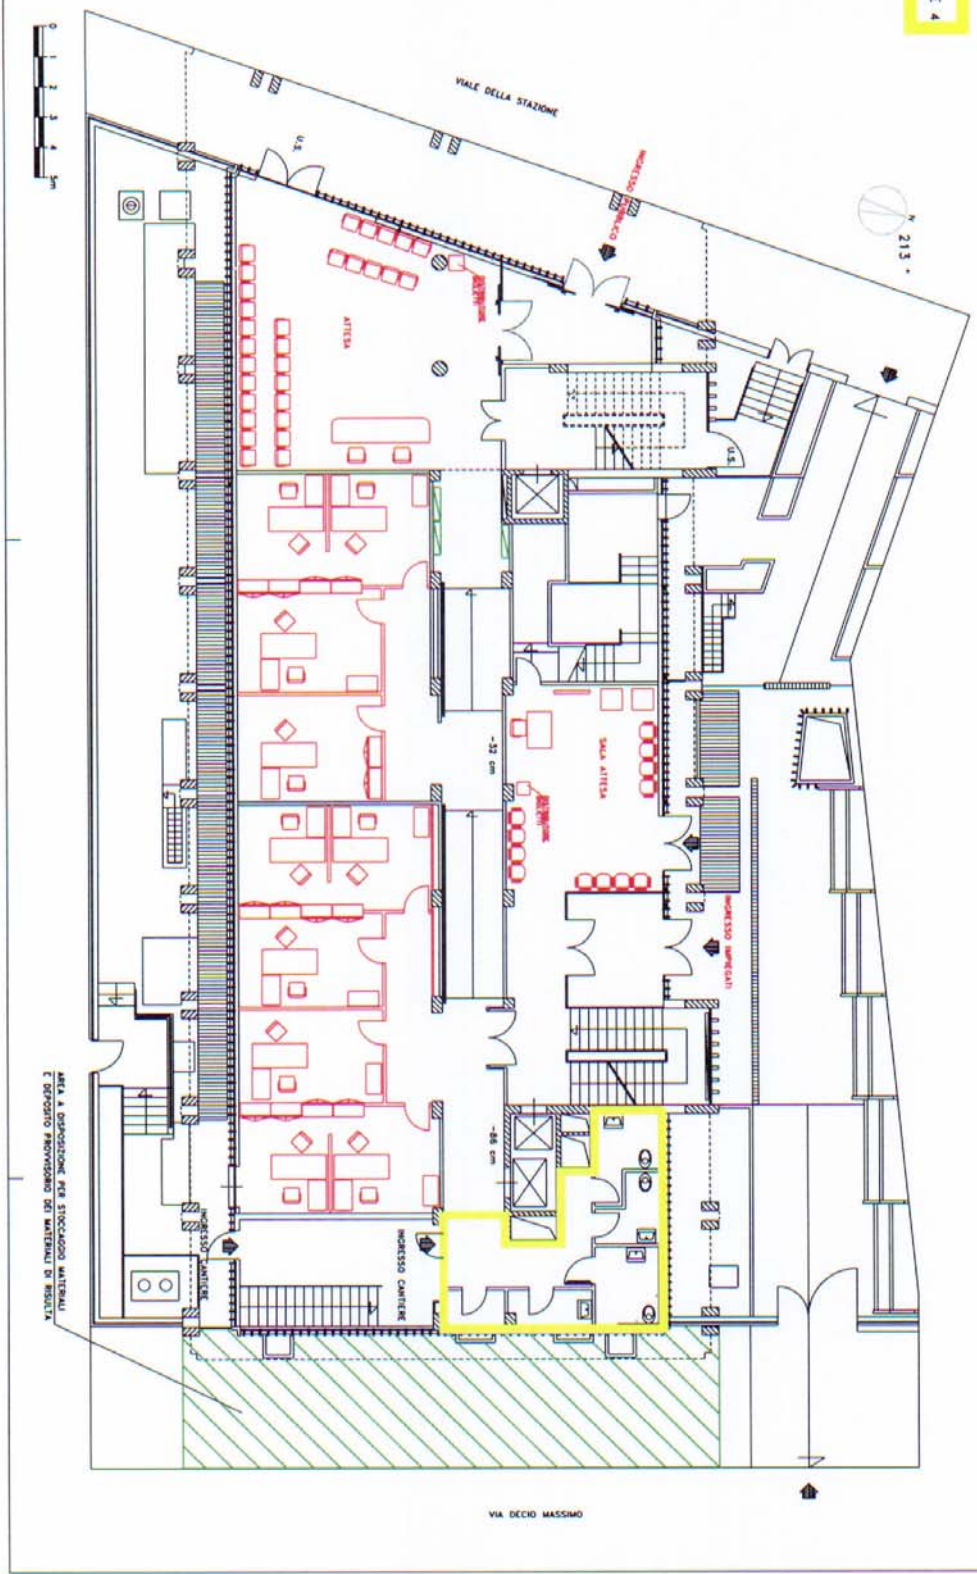 4
VIALE DELLA STAZIONE
N
213 °
INGRESSO PUBBLICO
U.S.
ATTESA
U.S.
SALA ATTESA
-32 cm
INGRESSO IMPIEGATI
-86 cm
INGRESSO CANTIERE
INGRESSO CANTIERE
AREA A DISPOSIZIONE PER STOCCAGGIO MATERIALI
E DEPOSITO PROVVISORIO DEI MATERIALI DI RISULTA
VIA DECIO MASSIMO
0 1 2 3 4 5m